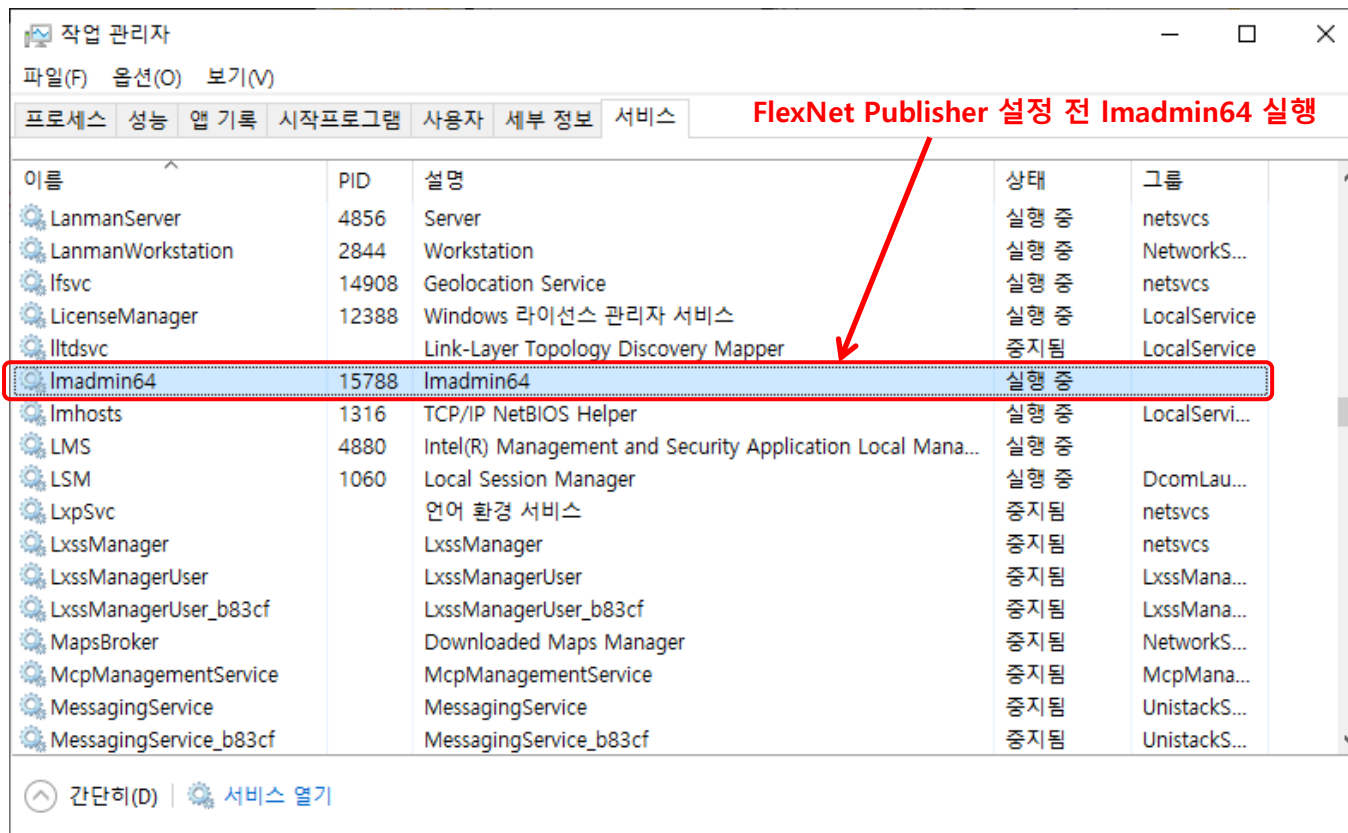 작업 관리자
파일(F) 옵션(O) 보기(V)
프로세스 성능 앱 기록 시작프로그램 사용자 세부 정보 서비스
FlexNet Publisher 설정 전 lmadmin64 실행
이름 PID 설명 상태 그룹
LanmanServer 4856 Server 실행 중 netsvcs
LanmanWorkstation 2844 Workstation 실행 중 NetworkS...
lfsvc 14908 Geolocation Service 실행 중 netsvcs
LicenseManager 12388 Windows 라이선스 관리자 서비스 실행 중 LocalService
lltdsvc Link-Layer Topology Discovery Mapper 중지됨 LocalService
lmadmin64 15788 lmadmin64 실행 중
lmhosts 1316 TCP/IP NetBIOS Helper 실행 중 LocalServi...
LMS 4880 Intel(R) Management and Security Application Local Mana... 실행 중
LSM 1060 Local Session Manager 실행 중 DcomLau...
LxpSvc 언어 환경 서비스 중지됨 netsvcs
LxssManager LxssManager 중지됨 netsvcs
LxssManagerUser LxssManagerUser 중지됨 LxssMana...
LxssManagerUser_b83cf LxssManagerUser_b83cf 중지됨 LxssMana...
MapsBroker Downloaded Maps Manager 중지됨 NetworkS...
McpManagementService McpManagementService 중지됨 McpMana...
MessagingService MessagingService 중지됨 UnistackS...
MessagingService_b83cf MessagingService_b83cf 중지됨 UnistackS...
간단히(D) 서비스 열기